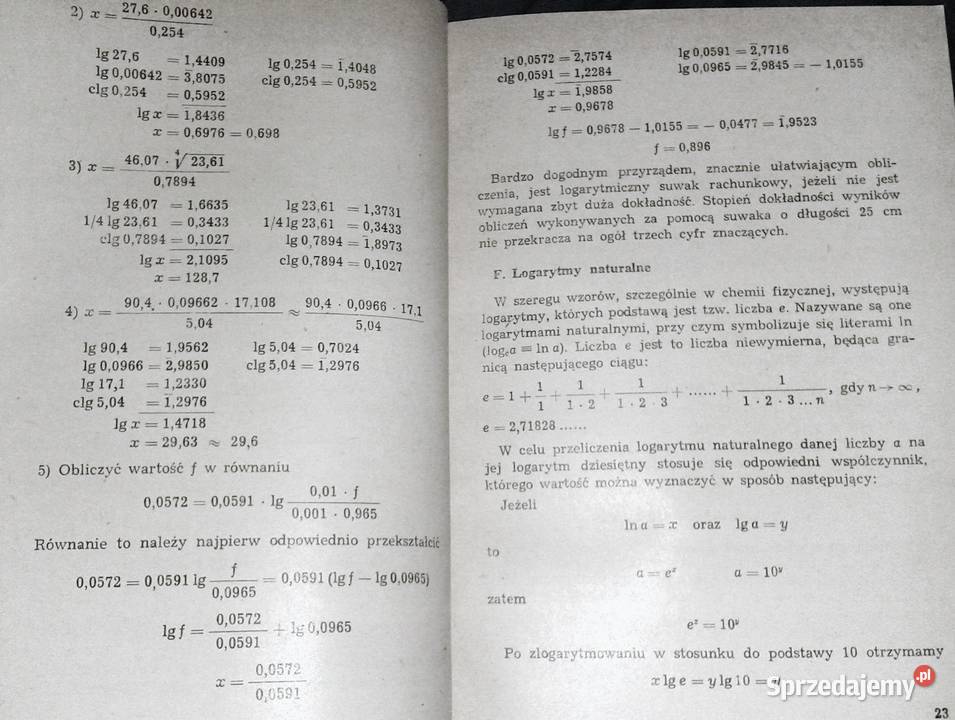 2) x = 27,6 · 0,00642 / 0,254
lg 27,6 = 1,4409 lg 0,254 = 1̄,4048
lg 0,00642 = 3̄,8075 clg 0,254 = 0,5952
clg 0,254 = 0,5952
lg x = 1̄,8436
x = 0,6976 = 0,698
3) x = 46,07 · ⁴√23,61 / 0,7894
lg 46,07 = 1,6635 lg 23,61 = 1,3731
1/4 lg 23,61 = 0,3433 1/4 lg 23,61 = 0,3433
clg 0,7894 = 0,1027 lg 0,7894 = 1̄,8973
lg x = 2,1095 clg 0,7894 = 0,1027
x = 128,7
4) x = 90,4 · 0,09662 · 17,108 / 5,04 ≈ 90,4 · 0,0966 · 17,1 / 5,04
lg 90,4 = 1,9562 lg 5,04 = 0,7024
lg 0,0966 = 2̄,9850 clg 5,04 = 1̄,2976
lg 17,1 = 1,2330
clg 5,04 = 1̄,2976
lg x = 1,4718
x = 29,63 ≈ 29,6
5) Obliczyć wartość f w równaniu
0,0572 = 0,0591 · lg 0,01 · f / 0,001 · 0,965
Równanie to należy najpierw odpowiednio przekształcić
0,0572 = 0,0591 lg f / 0,0965 = 0,0591 (lg f — lg 0,0965)
lg f = 0,0572 / 0,0591 + lg 0,0965
x = 0,0572 / 0,0591
lg 0,0572 = 2̄,7574 lg 0,0591 = 2̄,7716
clg 0,0591 = 1,2284 lg 0,0965 = 2̄,9845 = — 1,0155
lg x = 1̄,9858
x = 0,9678
lg f = 0,9678 — 1,0155 = — 0,0477 = 1̄,9523
f = 0,896
Bardzo dogodnym przyrządem, znacznie ułatwiającym obli-
czenia, jest logarytmiczny suwak rachunkowy, jeżeli nie jest
wymagana zbyt duża dokładność. Stopień dokładności wyników
obliczeń wykonywanych za pomocą suwaka o długości 25 cm
nie przekracza na ogół trzech cyfr znaczących.
F. Logarytmy naturalne
W szeregu wzorów, szczególnie w chemii fizycznej, występują
logarytmy, których podstawą jest tzw. liczba e. Nazywane są one
logarytmami naturalnymi, przy czym symbolizuje się literami ln
(logₑa = ln a). Liczba e jest to liczba niewymierna, będąca gra-
nicą następującego ciągu:
e = 1 + 1/1 + 1/1 · 2 + 1/1 · 2 · 3 + ...... + 1/1 · 2 · 3 ... n, gdy n → ∞,
e = 2,71828 ......
W celu przeliczenia logarytmu naturalnego danej liczby a na
jej logarytm dziesiętny stosuje się odpowiedni współczynnik,
którego wartość można wyznaczyć w sposób następujący:
Jeżeli
ln a = x oraz lg a = y
to
a = eˣ a = 10ʸ
zatem
eˣ = 10ʸ
Po zlogarytmowaniu w stosunku do podstawy 10 otrzymamy
x lg e = y lg 10 = y
Sprzedajemy.pl
23